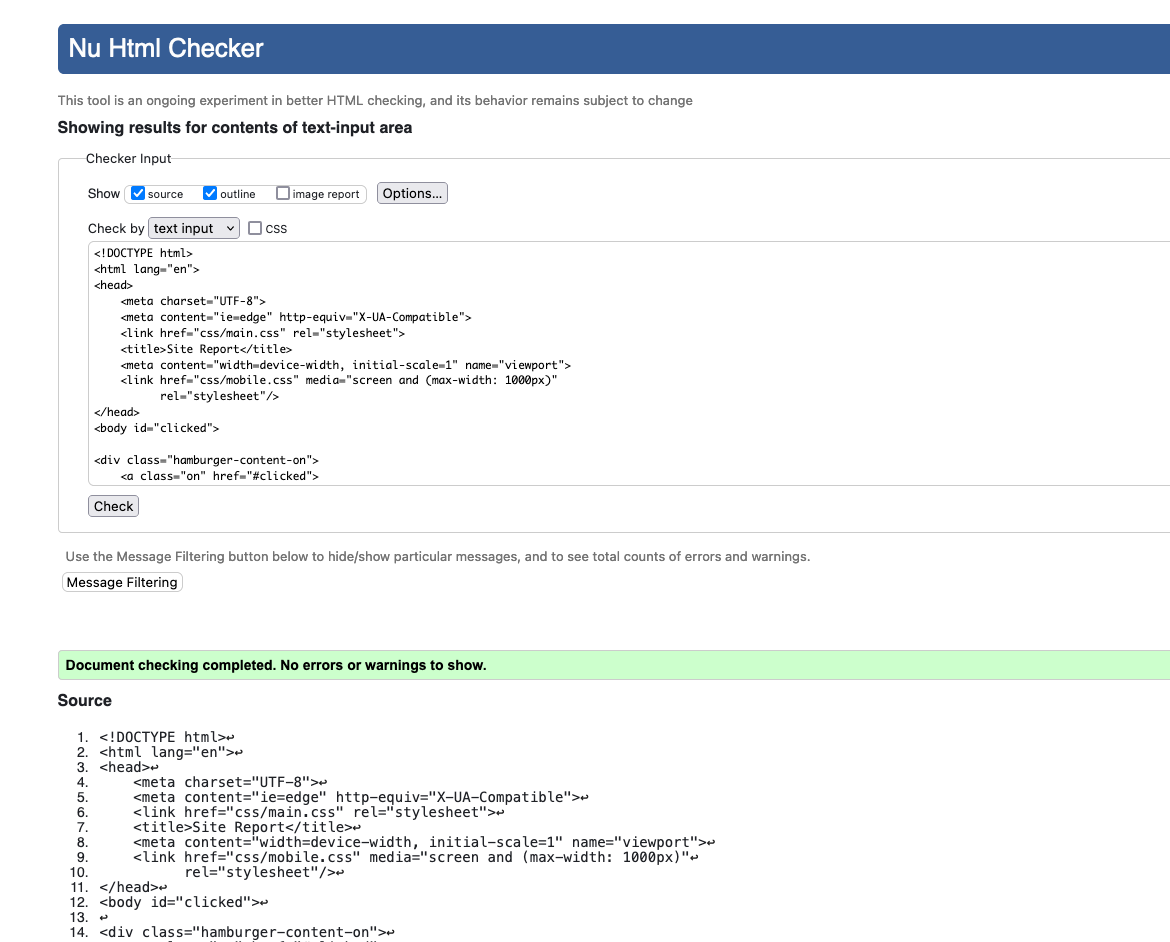 Nu Html Checker
This tool is an ongoing experiment in better HTML checking, and its behavior remains subject to change
Showing results for contents of text-input area
Checker Input
Show source outline image report Options...
Check by text input CSS
<!DOCTYPE html>
<html lang="en">
<head>
    <meta charset="UTF-8">
    <meta content="ie=edge" http-equiv="X-UA-Compatible">
    <link href="css/main.css" rel="stylesheet">
    <title>Site Report</title>
    <meta content="width=device-width, initial-scale=1" name="viewport">
    <link href="css/mobile.css" media="screen and (max-width: 1000px)"
          rel="stylesheet"/>
</head>
<body id="clicked">
<div class="hamburger-content-on">
    <a class="on" href="#clicked">
Check
Use the Message Filtering button below to hide/show particular messages, and to see total counts of errors and warnings.
Message Filtering
Document checking completed. No errors or warnings to show.
Source
1. <!DOCTYPE html>↩
2. <html lang="en">↩
3. <head>↩
4.     <meta charset="UTF-8">↩
5.     <meta content="ie=edge" http-equiv="X-UA-Compatible">↩
6.     <link href="css/main.css" rel="stylesheet">↩
7.     <title>Site Report</title>↩
8.     <meta content="width=device-width, initial-scale=1" name="viewport">↩
9.     <link href="css/mobile.css" media="screen and (max-width: 1000px)"↩
10.           rel="stylesheet"/>↩
11. </head>↩
12. <body id="clicked">↩
13. ↩
14. <div class="hamburger-content-on">↩